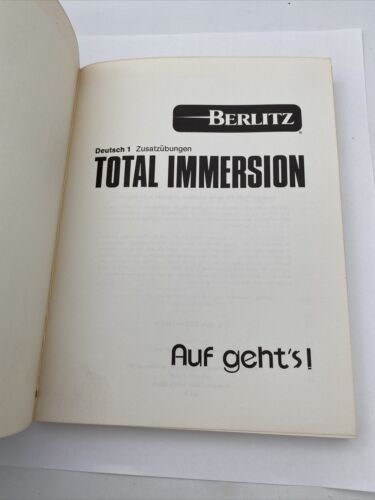 BERLITZ
Deutsch 1 Zusatzübungen
TOTAL IMMERSION
Auf geht's!